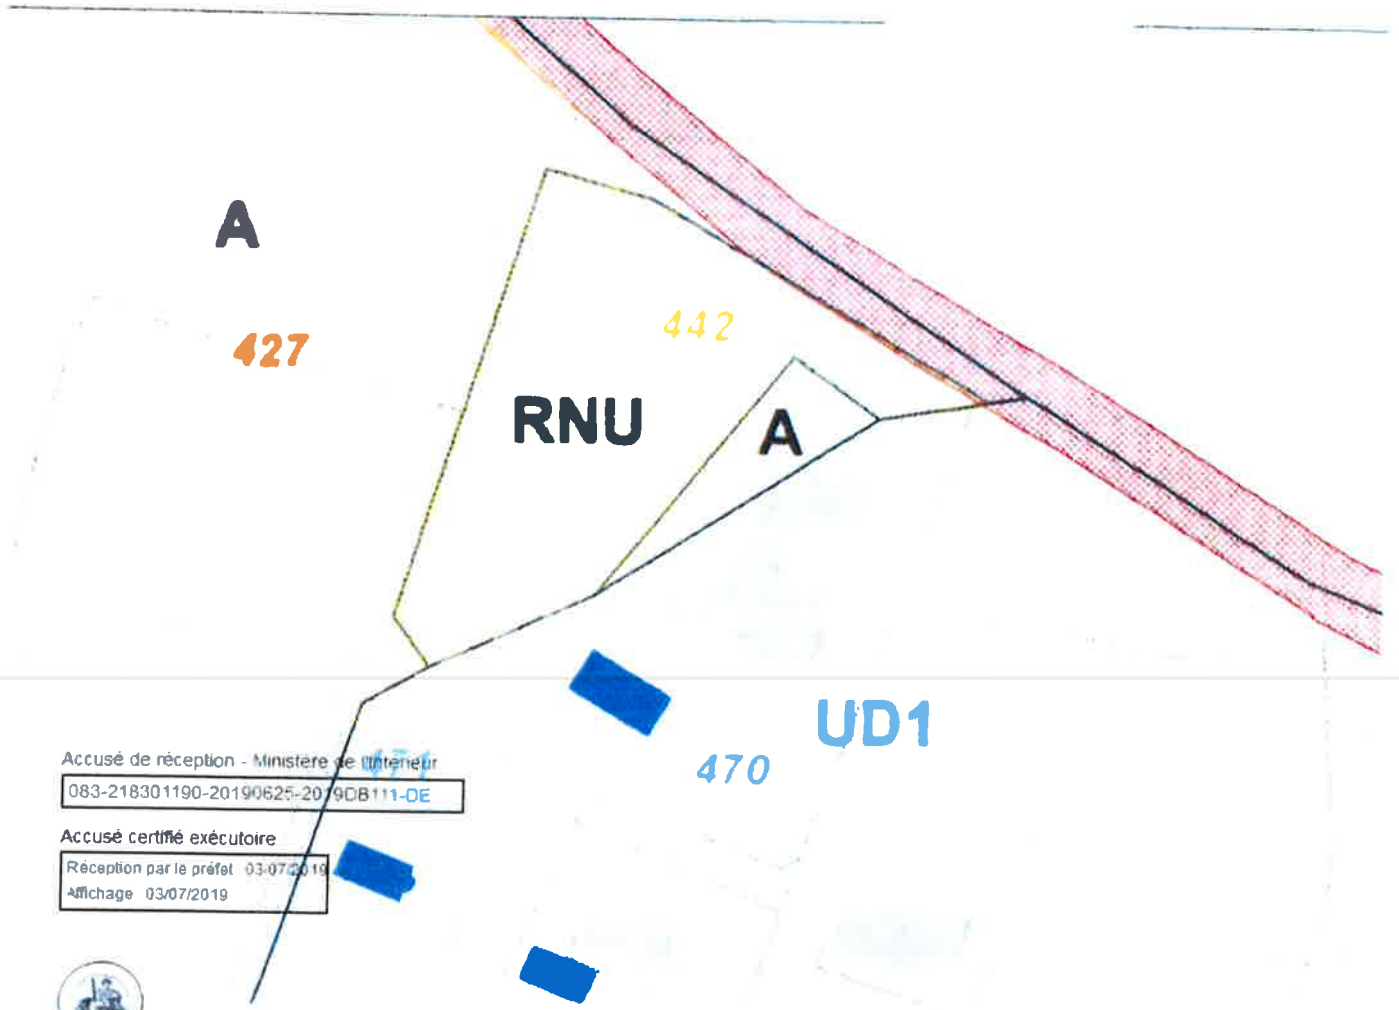 A
427
442
RNU
A
UD1
470
471
Accusé de réception - Ministère de l'intérieur
083-218301190-20190625-2019DB111-DE
Accusé certifié exécutoire
Réception par le préfet 03/07/2019
Affichage 03/07/2019